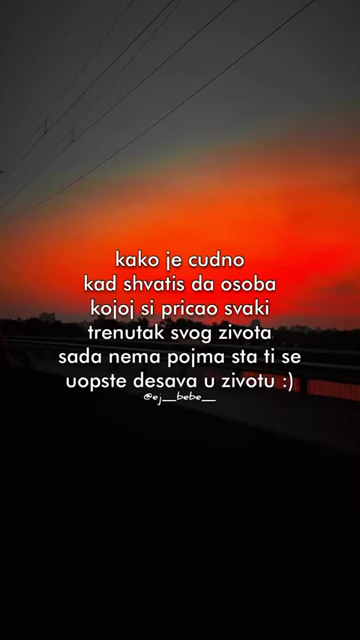 kako je cudno
kad shvatis da osoba
kojoj si pricao svaki
trenutak svog zivota
sada nema pojma sta ti se
uopste desava u zivotu :)
@ej__bebe__